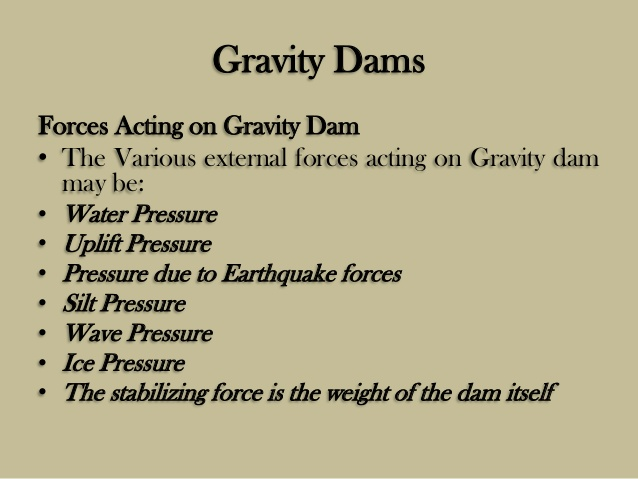 Gravity Dams
Forces Acting on Gravity Dam
• The Various external forces acting on Gravity dam
may be:
• Water Pressure
• Uplift Pressure
• Pressure due to Earthquake forces
• Silt Pressure
• Wave Pressure
• Ice Pressure
• The stabilizing force is the weight of the dam itself